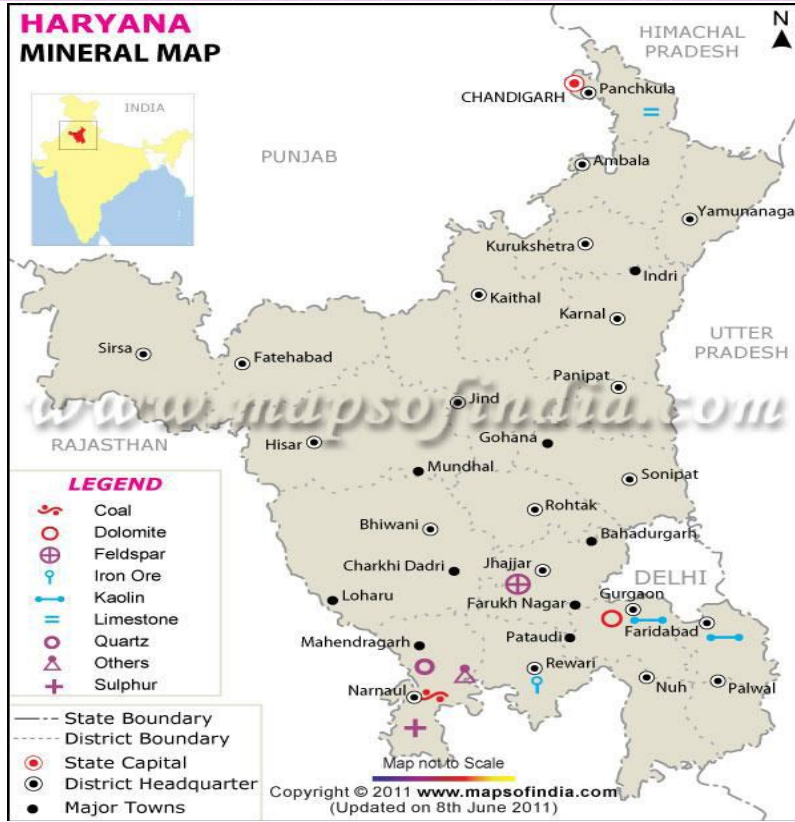 HARYANA
MINERAL MAP
INDIA
HIMACHAL
PRADESH
N
CHANDIGARH
Panchkula
PUNJAB
Ambala
Yamunanaga
Kurukshetra
Indri
Kaithal
Karnal
UTTER
PRADESH
Sirsa
Fatehabad
Panipat
Jind
www.mapsofindia.com
RAJASTHAN
Hisar
Gohana
Mundhal
Sonipat
Rohtak
Bhiwani
Bahadurgarh
Charkhi Dadri
Jhajjar
DELHI
Loharu
Farukh Nagar
Gurgaon
Mahendragarh
Pataudi
Faridabad
Rewari
Narnaul
Nuh
Palwal
LEGEND
Coal
Dolomite
Feldspar
Iron Ore
Kaolin
Limestone
Quartz
Others
Sulphur
State Boundary
District Boundary
State Capital
District Headquarter
Major Towns
Map not to Scale
Copyright © 2011 www.mapsofindia.com
(Updated on 8th June 2011)